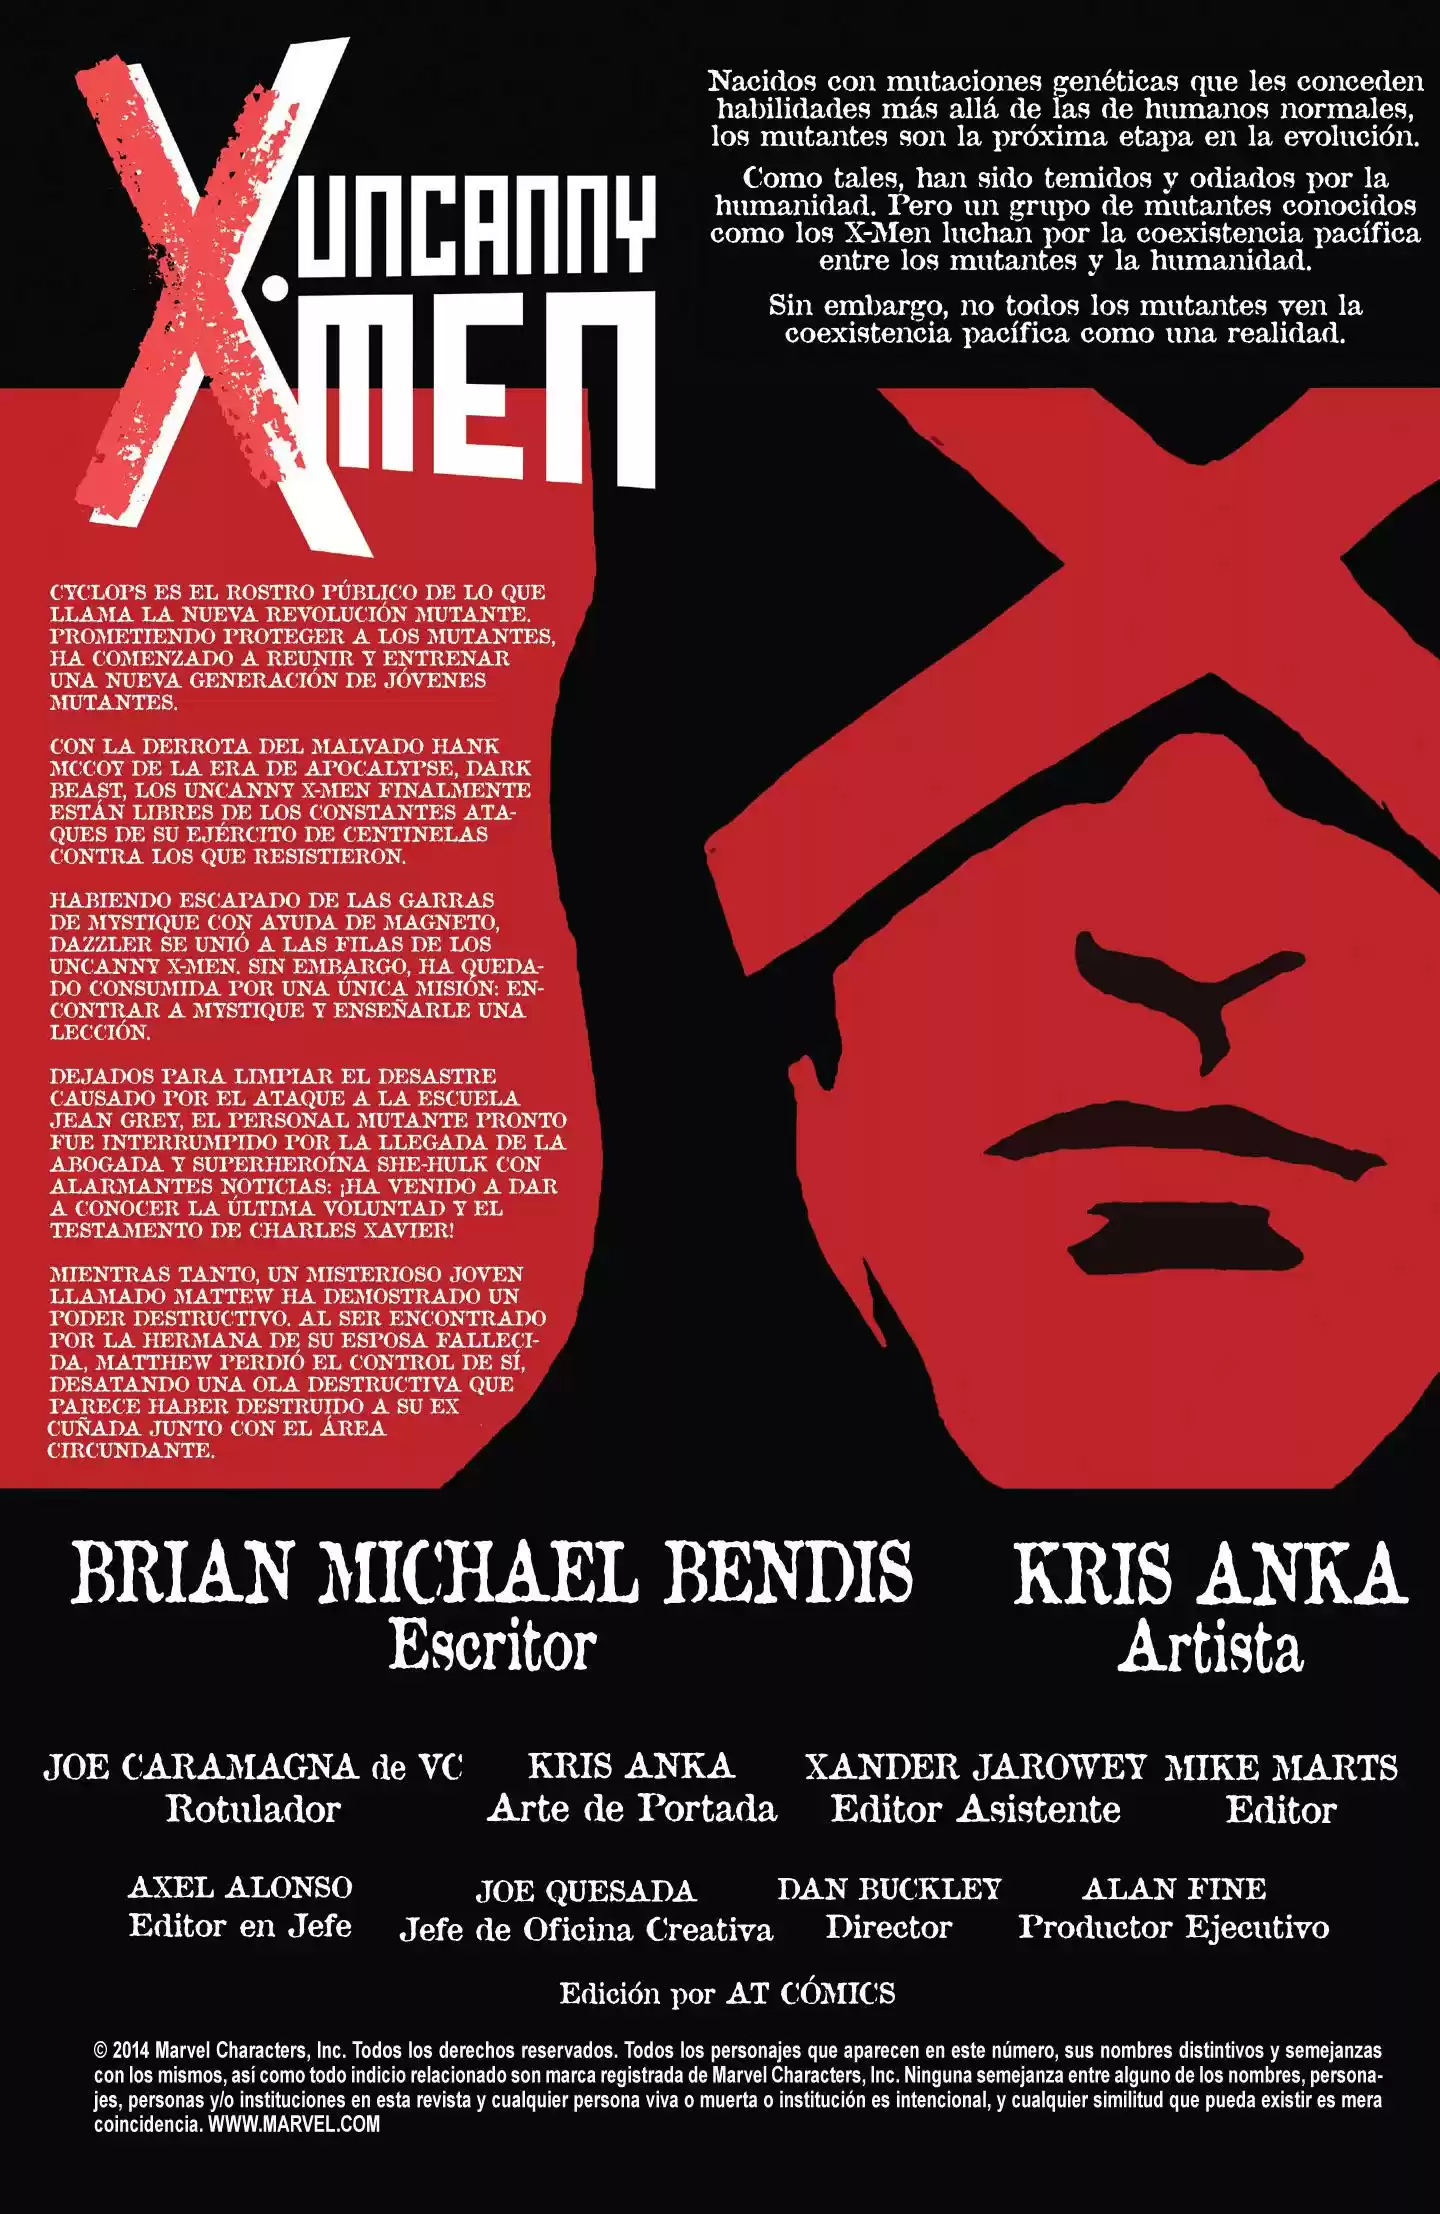 UNCANNY
X-MEN
Nacidos con mutaciones genéticas que les conceden
habilidades más allá de las de humanos normales,
los mutantes son la próxima etapa en la evolución.
Como tales, han sido temidos y odiados por la
humanidad. Pero un grupo de mutantes conocidos
como los X-Men luchan por la coexistencia pacífica
entre los mutantes y la humanidad.
Sin embargo, no todos los mutantes ven la
coexistencia pacífica como una realidad.
CYCLOPS ES EL ROSTRO PÚBLICO DE LO QUE
LLAMA LA NUEVA REVOLUCIÓN MUTANTE.
PROMETIENDO PROTEGER A LOS MUTANTES,
HA COMENZADO A REUNIR Y ENTRENAR
UNA NUEVA GENERACIÓN DE JÓVENES
MUTANTES.
CON LA DERROTA DEL MALVADO HANK
MCCOY DE LA ERA DE APOCALYPSE, DARK
BEAST, LOS UNCANNY X-MEN FINALMENTE
ESTÁN LIBRES DE LOS CONSTANTES ATA-
QUES DE SU EJÉRCITO DE CENTINELAS
CONTRA LOS QUE RESISTIERON.
HABIENDO ESCAPADO DE LAS GARRAS
DE MYSTIQUE CON AYUDA DE MAGNETO,
DAZZLER SE UNIÓ A LAS FILAS DE LOS
UNCANNY X-MEN. SIN EMBARGO, HA QUEDA-
DO CONSUMIDA POR UNA ÚNICA MISIÓN: EN-
CONTRAR A MYSTIQUE Y ENSEÑARLE UNA
LECCIÓN.
DEJADOS PARA LIMPIAR EL DESASTRE
CAUSADO POR EL ATAQUE A LA ESCUELA
JEAN GREY, EL PERSONAL MUTANTE PRONTO
FUE INTERRUMPIDO POR LA LLEGADA DE LA
ABOGADA Y SUPERHEROÍNA SHE-HULK CON
ALARMANTES NOTICIAS: ¡HA VENIDO A DAR
A CONOCER LA ÚLTIMA VOLUNTAD Y EL
TESTAMENTO DE CHARLES XAVIER!
MIENTRAS TANTO, UN MISTERIOSO JOVEN
LLAMADO MATTEW HA DEMOSTRADO UN
PODER DESTRUCTIVO. AL SER ENCONTRADO
POR LA HERMANA DE SU ESPOSA FALLECI-
DA, MATTHEW PERDIÓ EL CONTROL DE SÍ,
DESATANDO UNA OLA DESTRUCTIVA QUE
PARECE HABER DESTRUIDO A SU EX
CUÑADA JUNTO CON EL ÁREA
CIRCUNDANTE.
BRIAN MICHAEL BENDIS
Escritor
KRIS ANKA
Artista
JOE CARAMAGNA de VC
Rotulador
KRIS ANKA
Arte de Portada
XANDER JAROWEY
Editor Asistente
MIKE MARTS
Editor
AXEL ALONSO
Editor en Jefe
JOE QUESADA
Jefe de Oficina Creativa
DAN BUCKLEY
Director
ALAN FINE
Productor Ejecutivo
Edición por AT CÓMICS
© 2014 Marvel Characters, Inc. Todos los derechos reservados. Todos los personajes que aparecen en este número, sus nombres distintivos y semejanzas
con los mismos, así como todo indicio relacionado son marca registrada de Marvel Characters, Inc. Ninguna semejanza entre alguno de los nombres, persona-
jes, personas y/o instituciones en esta revista y cualquier persona viva o muerta o institución es intencional, y cualquier similitud que pueda existir es mera
coincidencia. WWW.MARVEL.COM